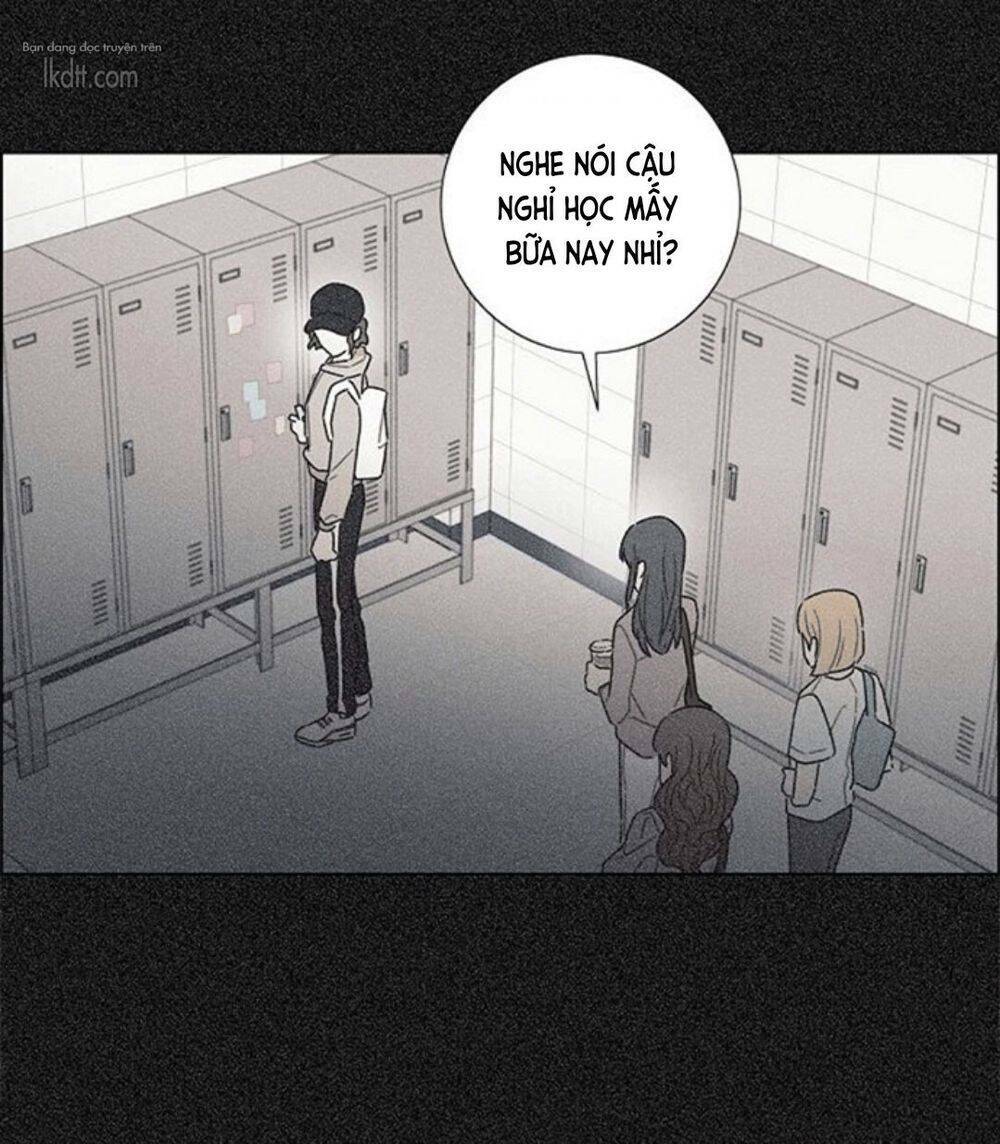 Bạn đang đọc truyện trên
lkdtt.com
NGHE NÓI CẬU
NGHỈ HỌC MẤY
BỮA NAY NHỈ?